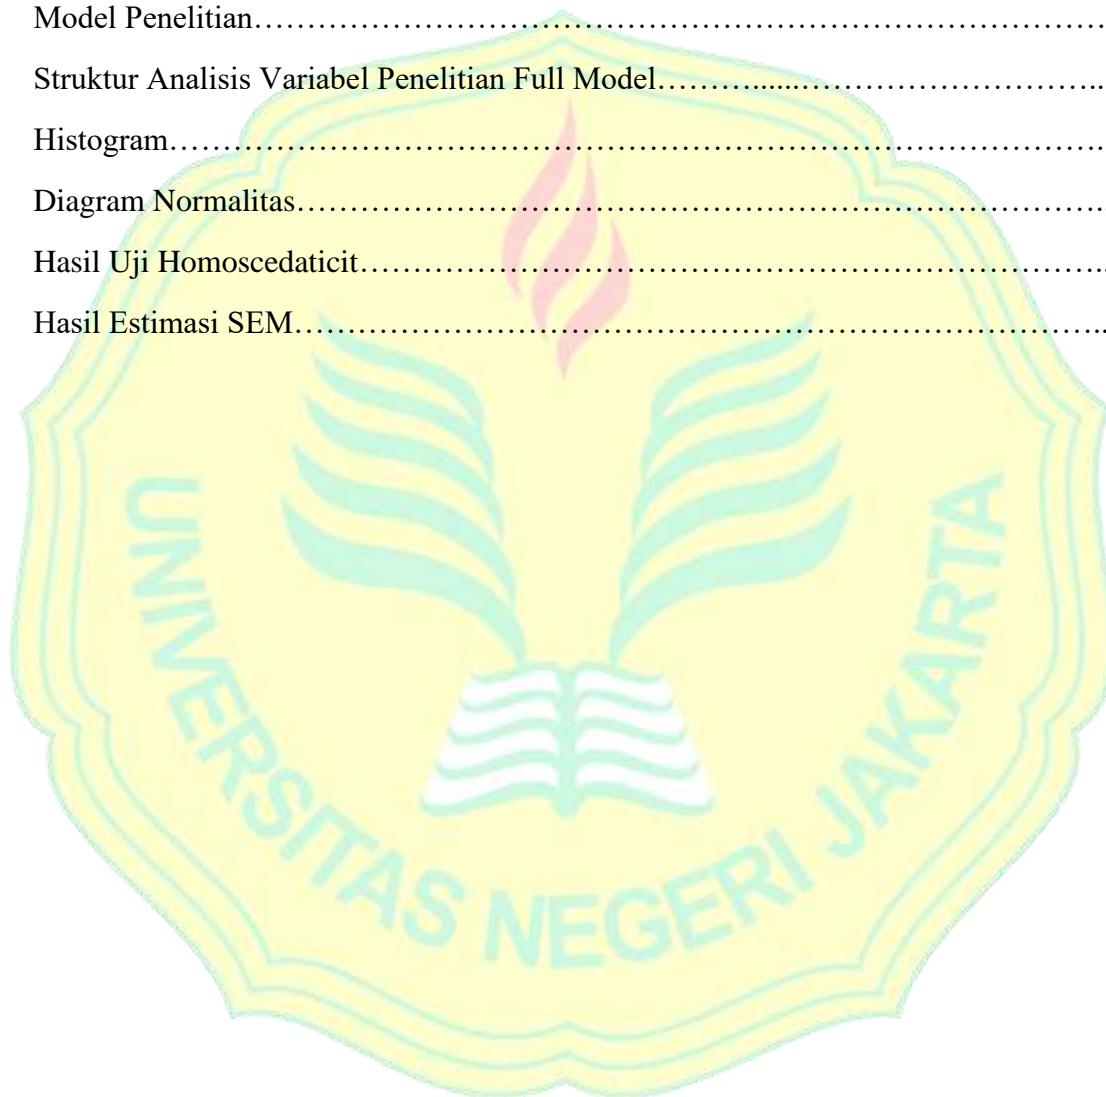 Model Penelitian……………………………………………………………………….
Struktur Analisis Variabel Penelitian Full Model………......………………………..
Histogram……………………………………………………………………………….
Diagram Normalitas…………………………………………………………………….
Hasil Uji Homoscedaticit……………………………………………………………..
Hasil Estimasi SEM……………………………………………………………………..
UNIVERSITAS NEGERI JAKARTA